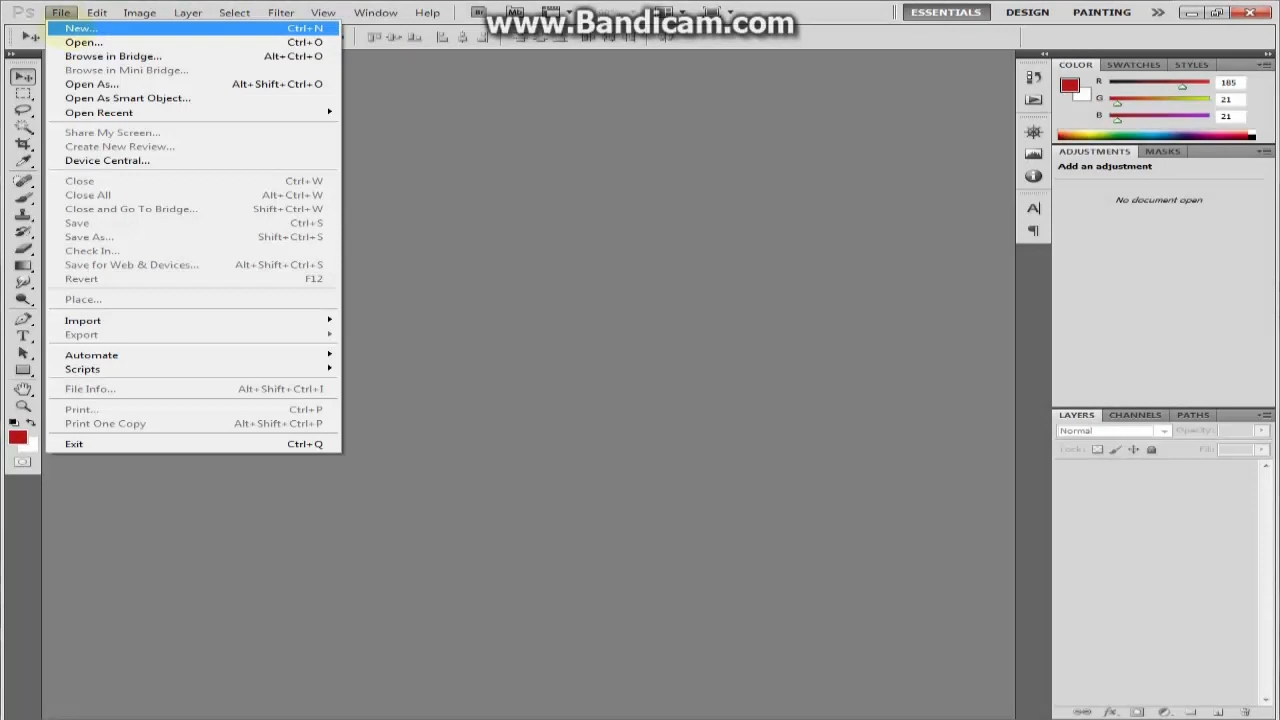 Ps File Edit Image Layer Select Filter View Window Help Br Mb www.Bandicam.com ESSENTIALS DESIGN PAINTING >>
New... Ctrl+N
Open... Ctrl+O
Browse in Bridge... Alt+Ctrl+O
Browse in Mini Bridge...
Open As... Alt+Shift+Ctrl+O
Open As Smart Object...
Open Recent
Share My Screen...
Create New Review...
Device Central...
Close Ctrl+W
Close All Alt+Ctrl+W
Close and Go To Bridge... Shift+Ctrl+W
Save Ctrl+S
Save As... Shift+Ctrl+S
Check In...
Save for Web & Devices... Alt+Shift+Ctrl+S
Revert F12
Place...
Import
Export
Automate
Scripts
File Info... Alt+Shift+Ctrl+I
Print... Ctrl+P
Print One Copy Alt+Shift+Ctrl+P
Exit Ctrl+Q
COLOR SWATCHES STYLES
R 185
G 21
B 21
ADJUSTMENTS MASKS
Add an adjustment
No document open
LAYERS CHANNELS PATHS
Normal Opacity:
Lock: Fill: